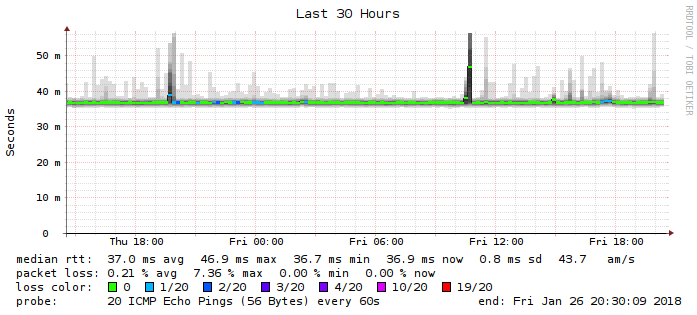 Last 30 Hours
RRDTOOL / TOBI OETIKER
Seconds
50 m
40 m
30 m
20 m
10 m
0
Thu 18:00 Fri 00:00 Fri 06:00 Fri 12:00 Fri 18:00
median rtt: 37.0 ms avg 46.9 ms max 36.7 ms min 36.9 ms now 0.8 ms sd 43.7 am/s
packet loss: 0.21 % avg 7.36 % max 0.00 % min 0.00 % now
loss color: 0 1/20 2/20 3/20 4/20 10/20 19/20
probe: 20 ICMP Echo Pings (56 Bytes) every 60s end: Fri Jan 26 20:30:09 2018